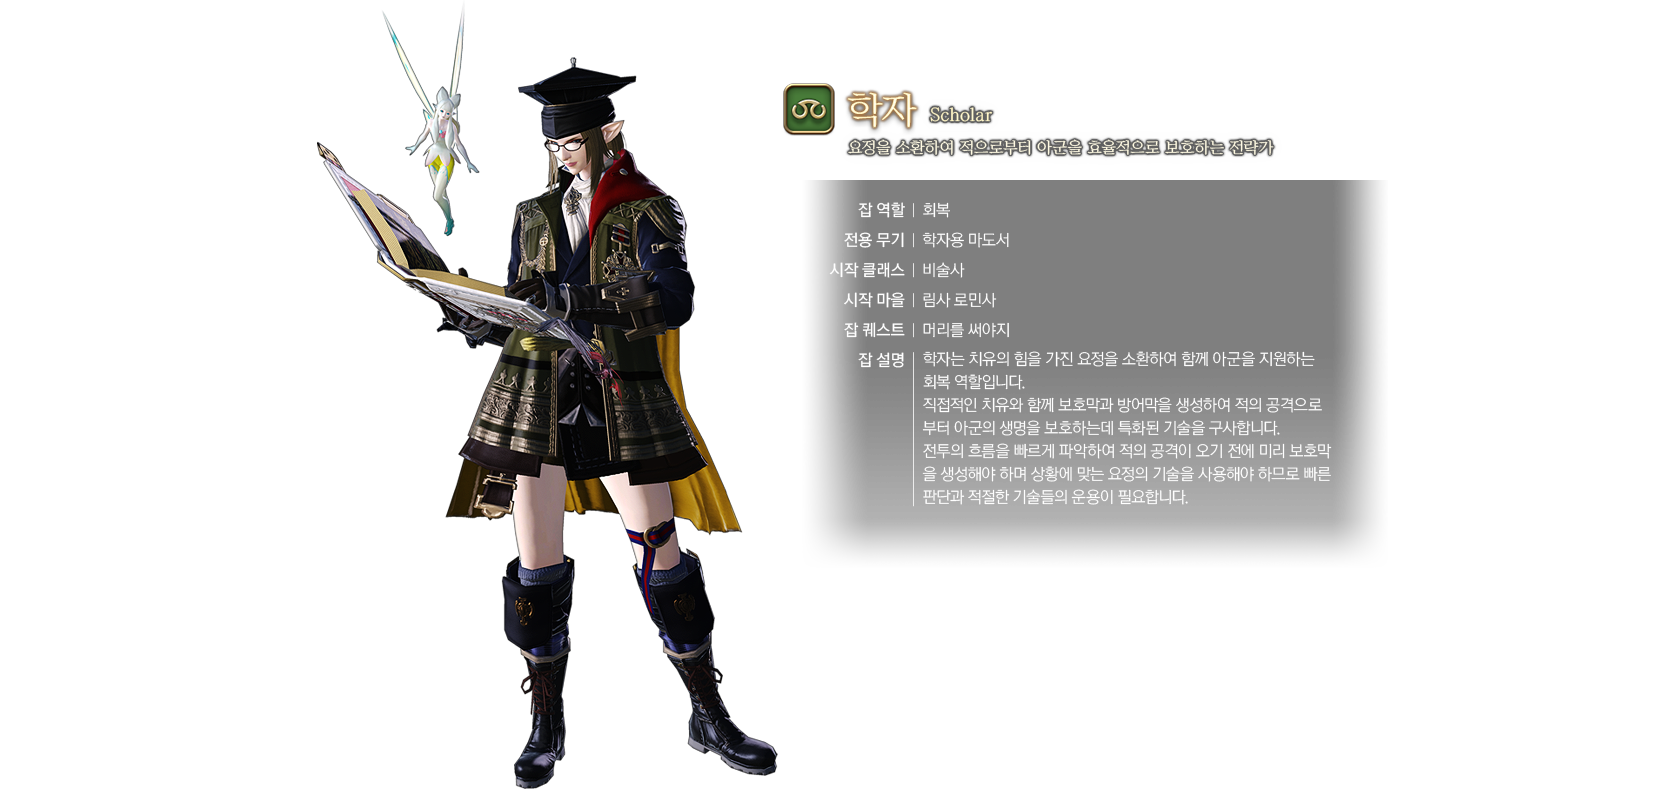 학자 Scholar
요정을 소환하여 적으로부터 아군을 효율적으로 보호하는 전략가
잡 역할 | 회복
전용 무기 | 학자용 마도서
시작 클래스 | 비술사
시작 마을 | 림사 로민사
잡 퀘스트 | 머리를 써야지
잡 설명 | 학자는 치유의 힘을 가진 요정을 소환하여 함께 아군을 지원하는
회복 역할입니다.
직접적인 치유와 함께 보호막과 방어막을 생성하여 적의 공격으로
부터 아군의 생명을 보호하는데 특화된 기술을 구사합니다.
전투의 흐름을 빠르게 파악하여 적의 공격이 오기 전에 미리 보호막
을 생성해야 하며 상황에 맞는 요정의 기술을 사용해야 하므로 빠른
판단과 적절한 기술들의 운용이 필요합니다.